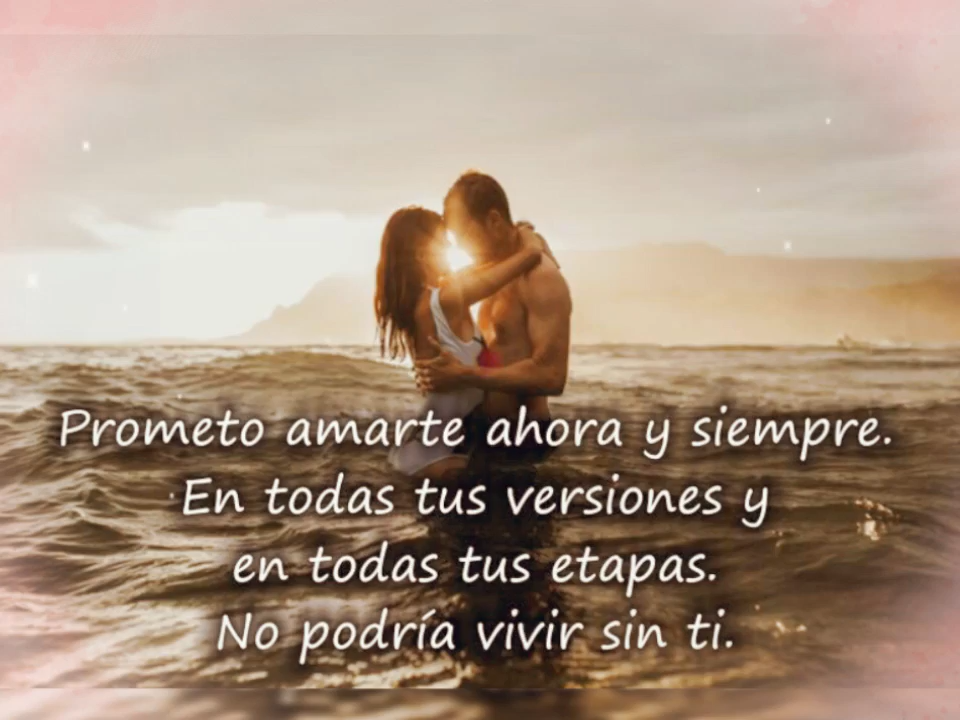 Prometo amarte ahora y siempre.
En todas tus versiones y
en todas tus etapas.
No podría vivir sin ti.